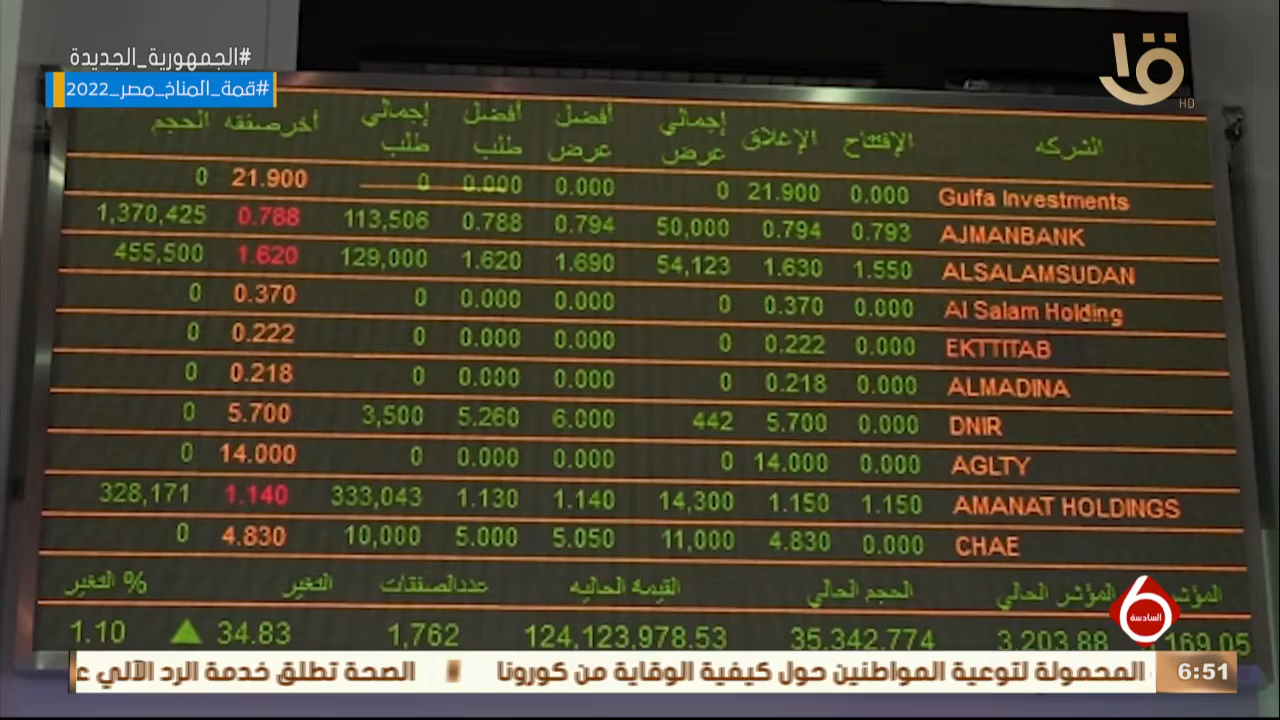 #الجمهورية_الجديدة
#قمة_المناخ_مصر_2022
HD
الشركه الإفتتاح الإغلاق إجمالي عرض أفضل عرض أفضل طلب إجمالي طلب أخرصفقه الحجم
Gulfa Investments 0.000 21.900 0 0.000 0.000 0 21.900 0
AJMANBANK 0.793 0.794 50,000 0.794 0.788 113,506 0.788 1,370,425
ALSALAMSUDAN 1.550 1.630 54,123 1.690 1.620 129,000 1.620 455,500
Al Salam Holding 0.000 0.370 0 0.000 0.000 0 0.370 0
EKTTITAB 0.000 0.222 0 0.000 0.000 0 0.222 0
ALMADINA 0.000 0.218 0 0.000 0.000 0 0.218 0
DNIR 0.000 5.700 442 6.000 5.260 3,500 5.700 0
AGLTY 0.000 14.000 0 0.000 0.000 0 14.000 0
AMANAT HOLDINGS 1.150 1.150 14,300 1.140 1.130 333,043 1.140 328,171
CHAE 0.000 4.830 11,000 5.050 5.000 10,000 4.830 0
المؤشر الحالي الحجم الحالي القيمة الحاليه عددالصفقات التغير % التغير
169.05 3,203.88 35,342,774 124,123,978.53 1,762 34.83 1.10
السادسة
6:51
المحمولة لتوعية المواطنين حول كيفية الوقاية من كورونا
الصحة تطلق خدمة الرد الآلي